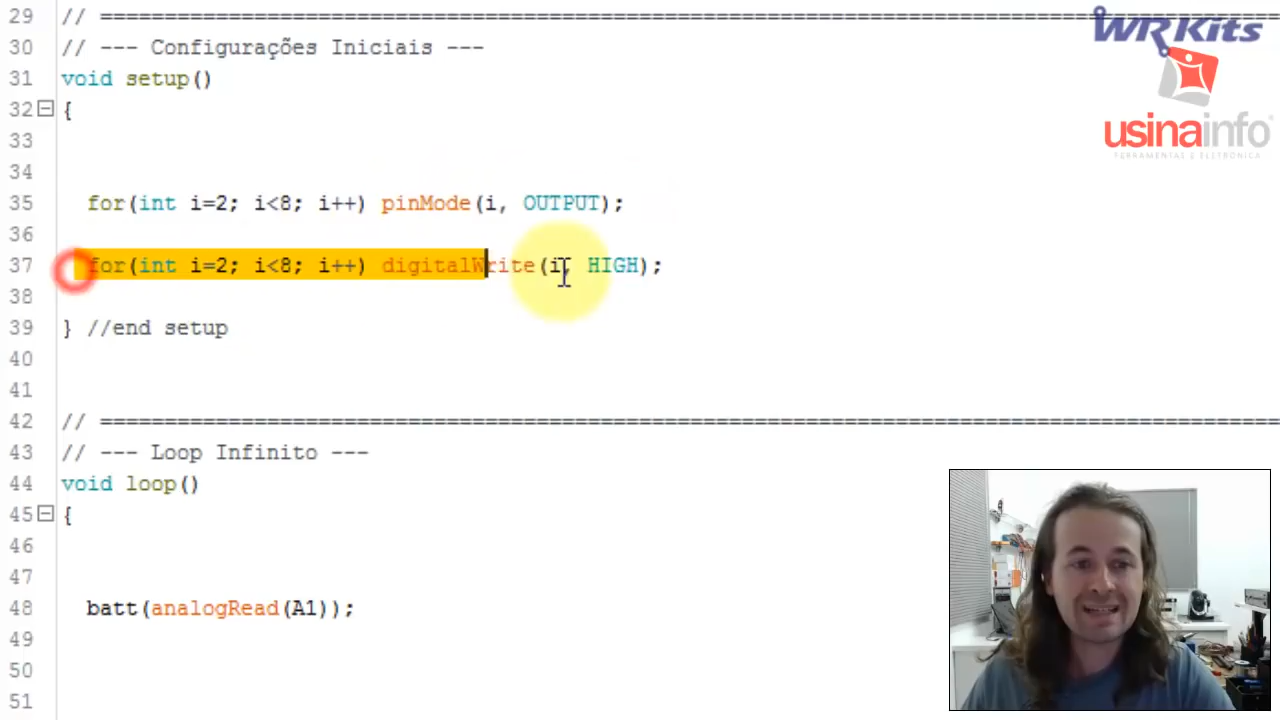 29 // ========================================================================
30 // --- Configurações Iniciais ---
31 void setup()
32 {
33
34
35 for(int i=2; i<8; i++) pinMode(i, OUTPUT);
36
37 for(int i=2; i<8; i++) digitalWrite(i, HIGH);
38
39 } //end setup
40
41
42 // ========================================================================
43 // --- Loop Infinito ---
44 void loop()
45 {
46
47
48 batt(analogRead(A1));
49
50
51
WRKits
usinainfo
FERRAMENTAS E ELETRÔNICA